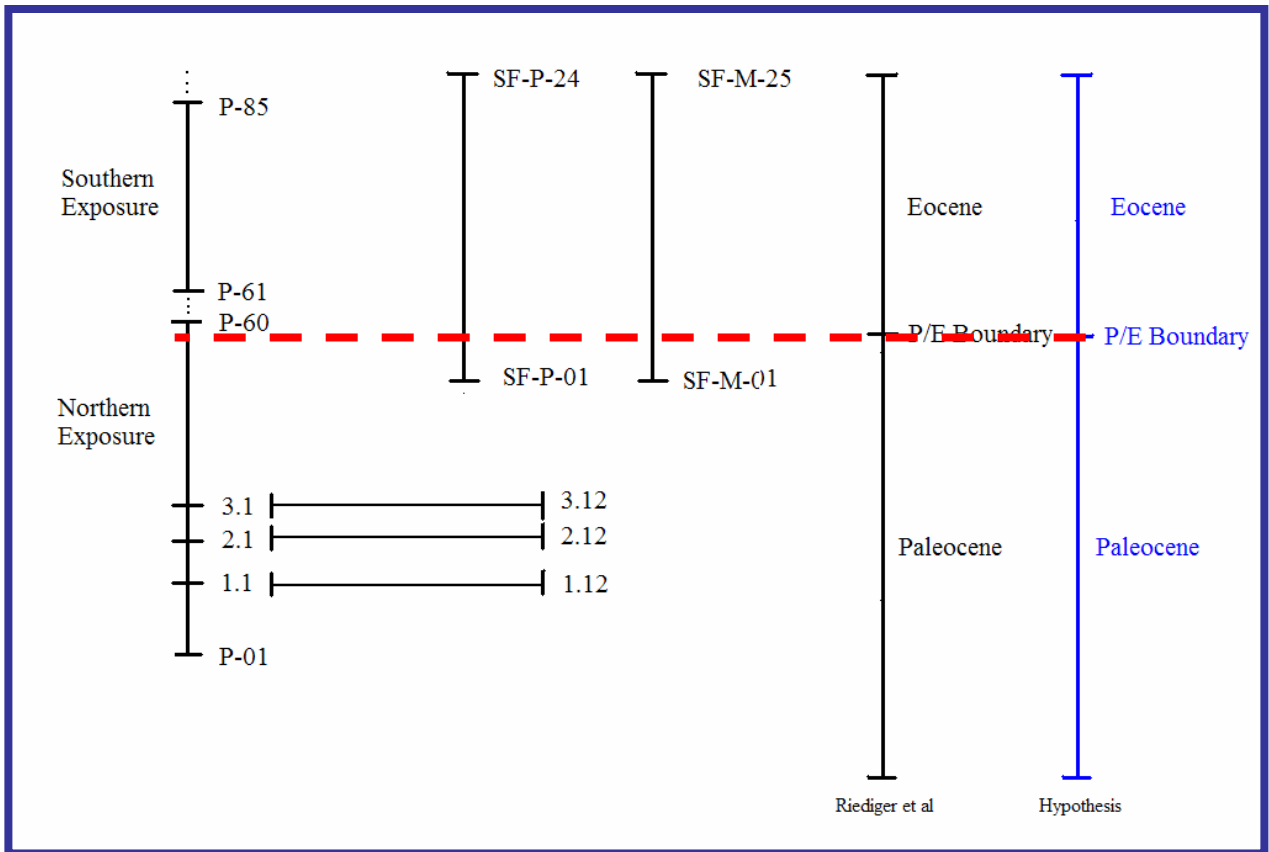 SF-P-24
SF-M-25
P-85
Southern
Exposure
Eocene
Eocene
P-61
P-60
P/E Boundary
P/E Boundary
SF-P-01
SF-M-01
Northern
Exposure
3.1
3.12
2.1
2.12
Paleocene
Paleocene
1.1
1.12
P-01
Riediger et al
Hypothesis